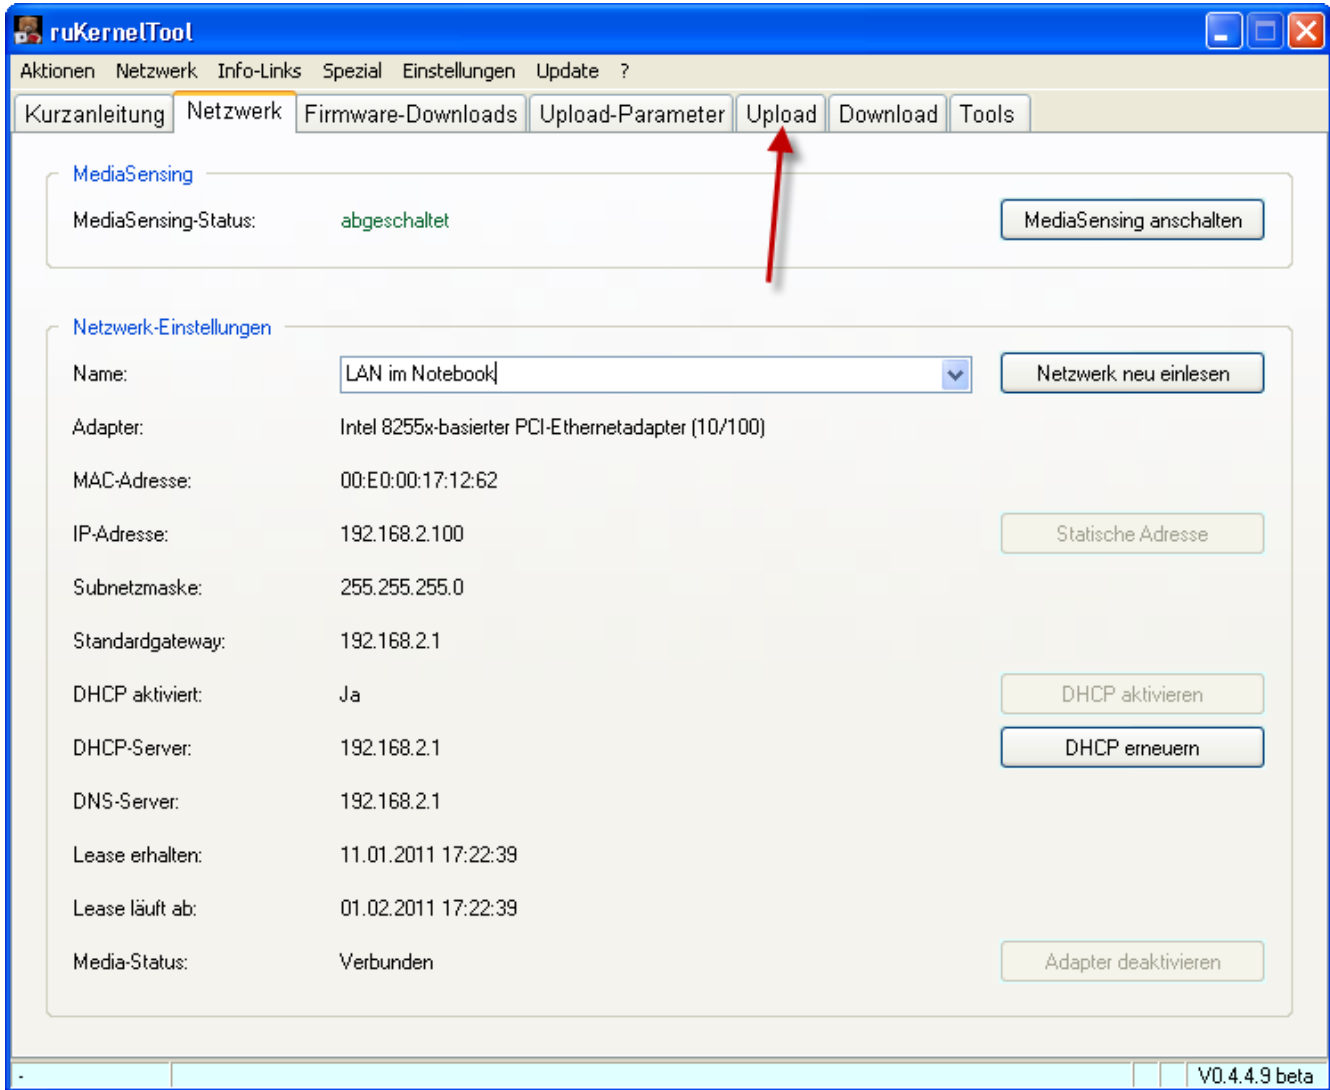 ruKernelTool
Aktionen Netzwerk Info-Links Spezial Einstellungen Update ?
Kurzanleitung Netzwerk Firmware-Downloads Upload-Parameter Upload Download Tools
MediaSensing
MediaSensing-Status: abgeschaltet MediaSensing anschalten
Netzwerk-Einstellungen
Name: LAN im Notebook Netzwerk neu einlesen
Adapter: Intel 8255x-basierter PCI-Ethernetadapter (10/100)
MAC-Adresse: 00:E0:00:17:12:62
IP-Adresse: 192.168.2.100 Statische Adresse
Subnetzmaske: 255.255.255.0
Standardgateway: 192.168.2.1
DHCP aktiviert: Ja DHCP aktivieren
DHCP-Server: 192.168.2.1 DHCP erneuern
DNS-Server: 192.168.2.1
Lease erhalten: 11.01.2011 17:22:39
Lease läuft ab: 01.02.2011 17:22:39
Media-Status: Verbunden Adapter deaktivieren
- V0.4.4.9 beta